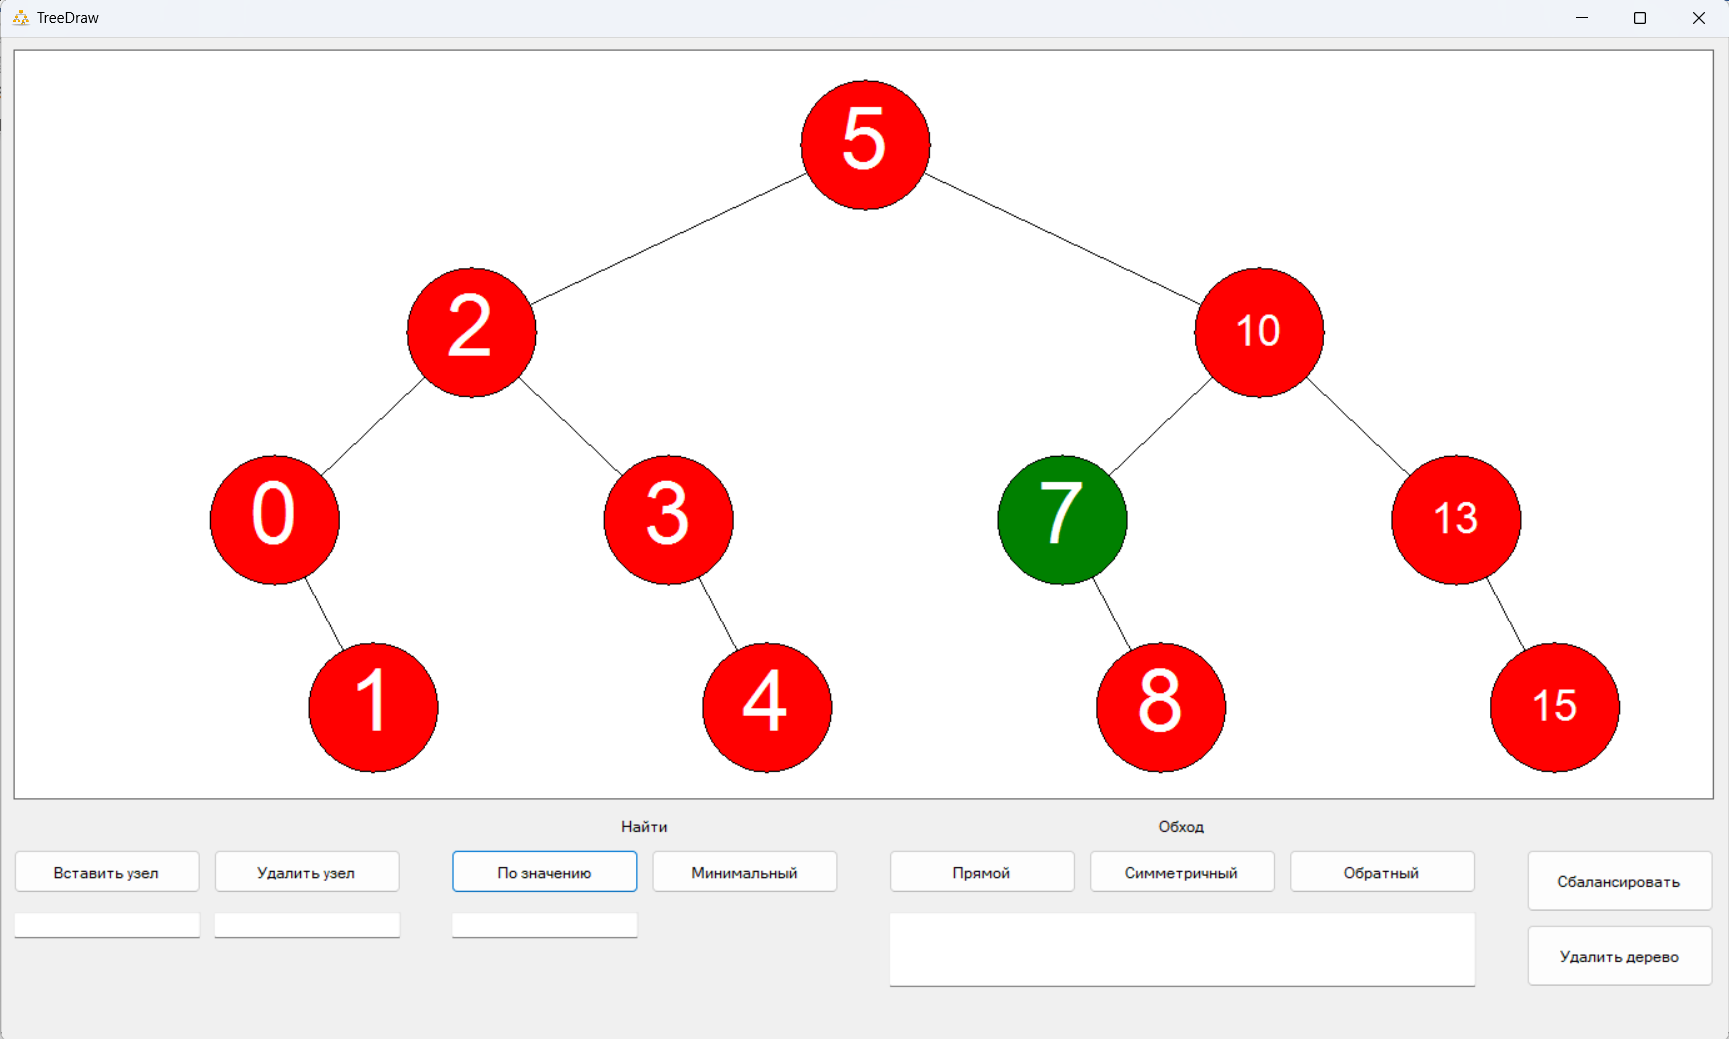 TreeDraw
5
2
10
0
3
7
13
1
4
8
15
Найти
Обход
Вставить узел
Удалить узел
По значению
Минимальный
Прямой
Симметричный
Обратный
Сбалансировать
Удалить дерево